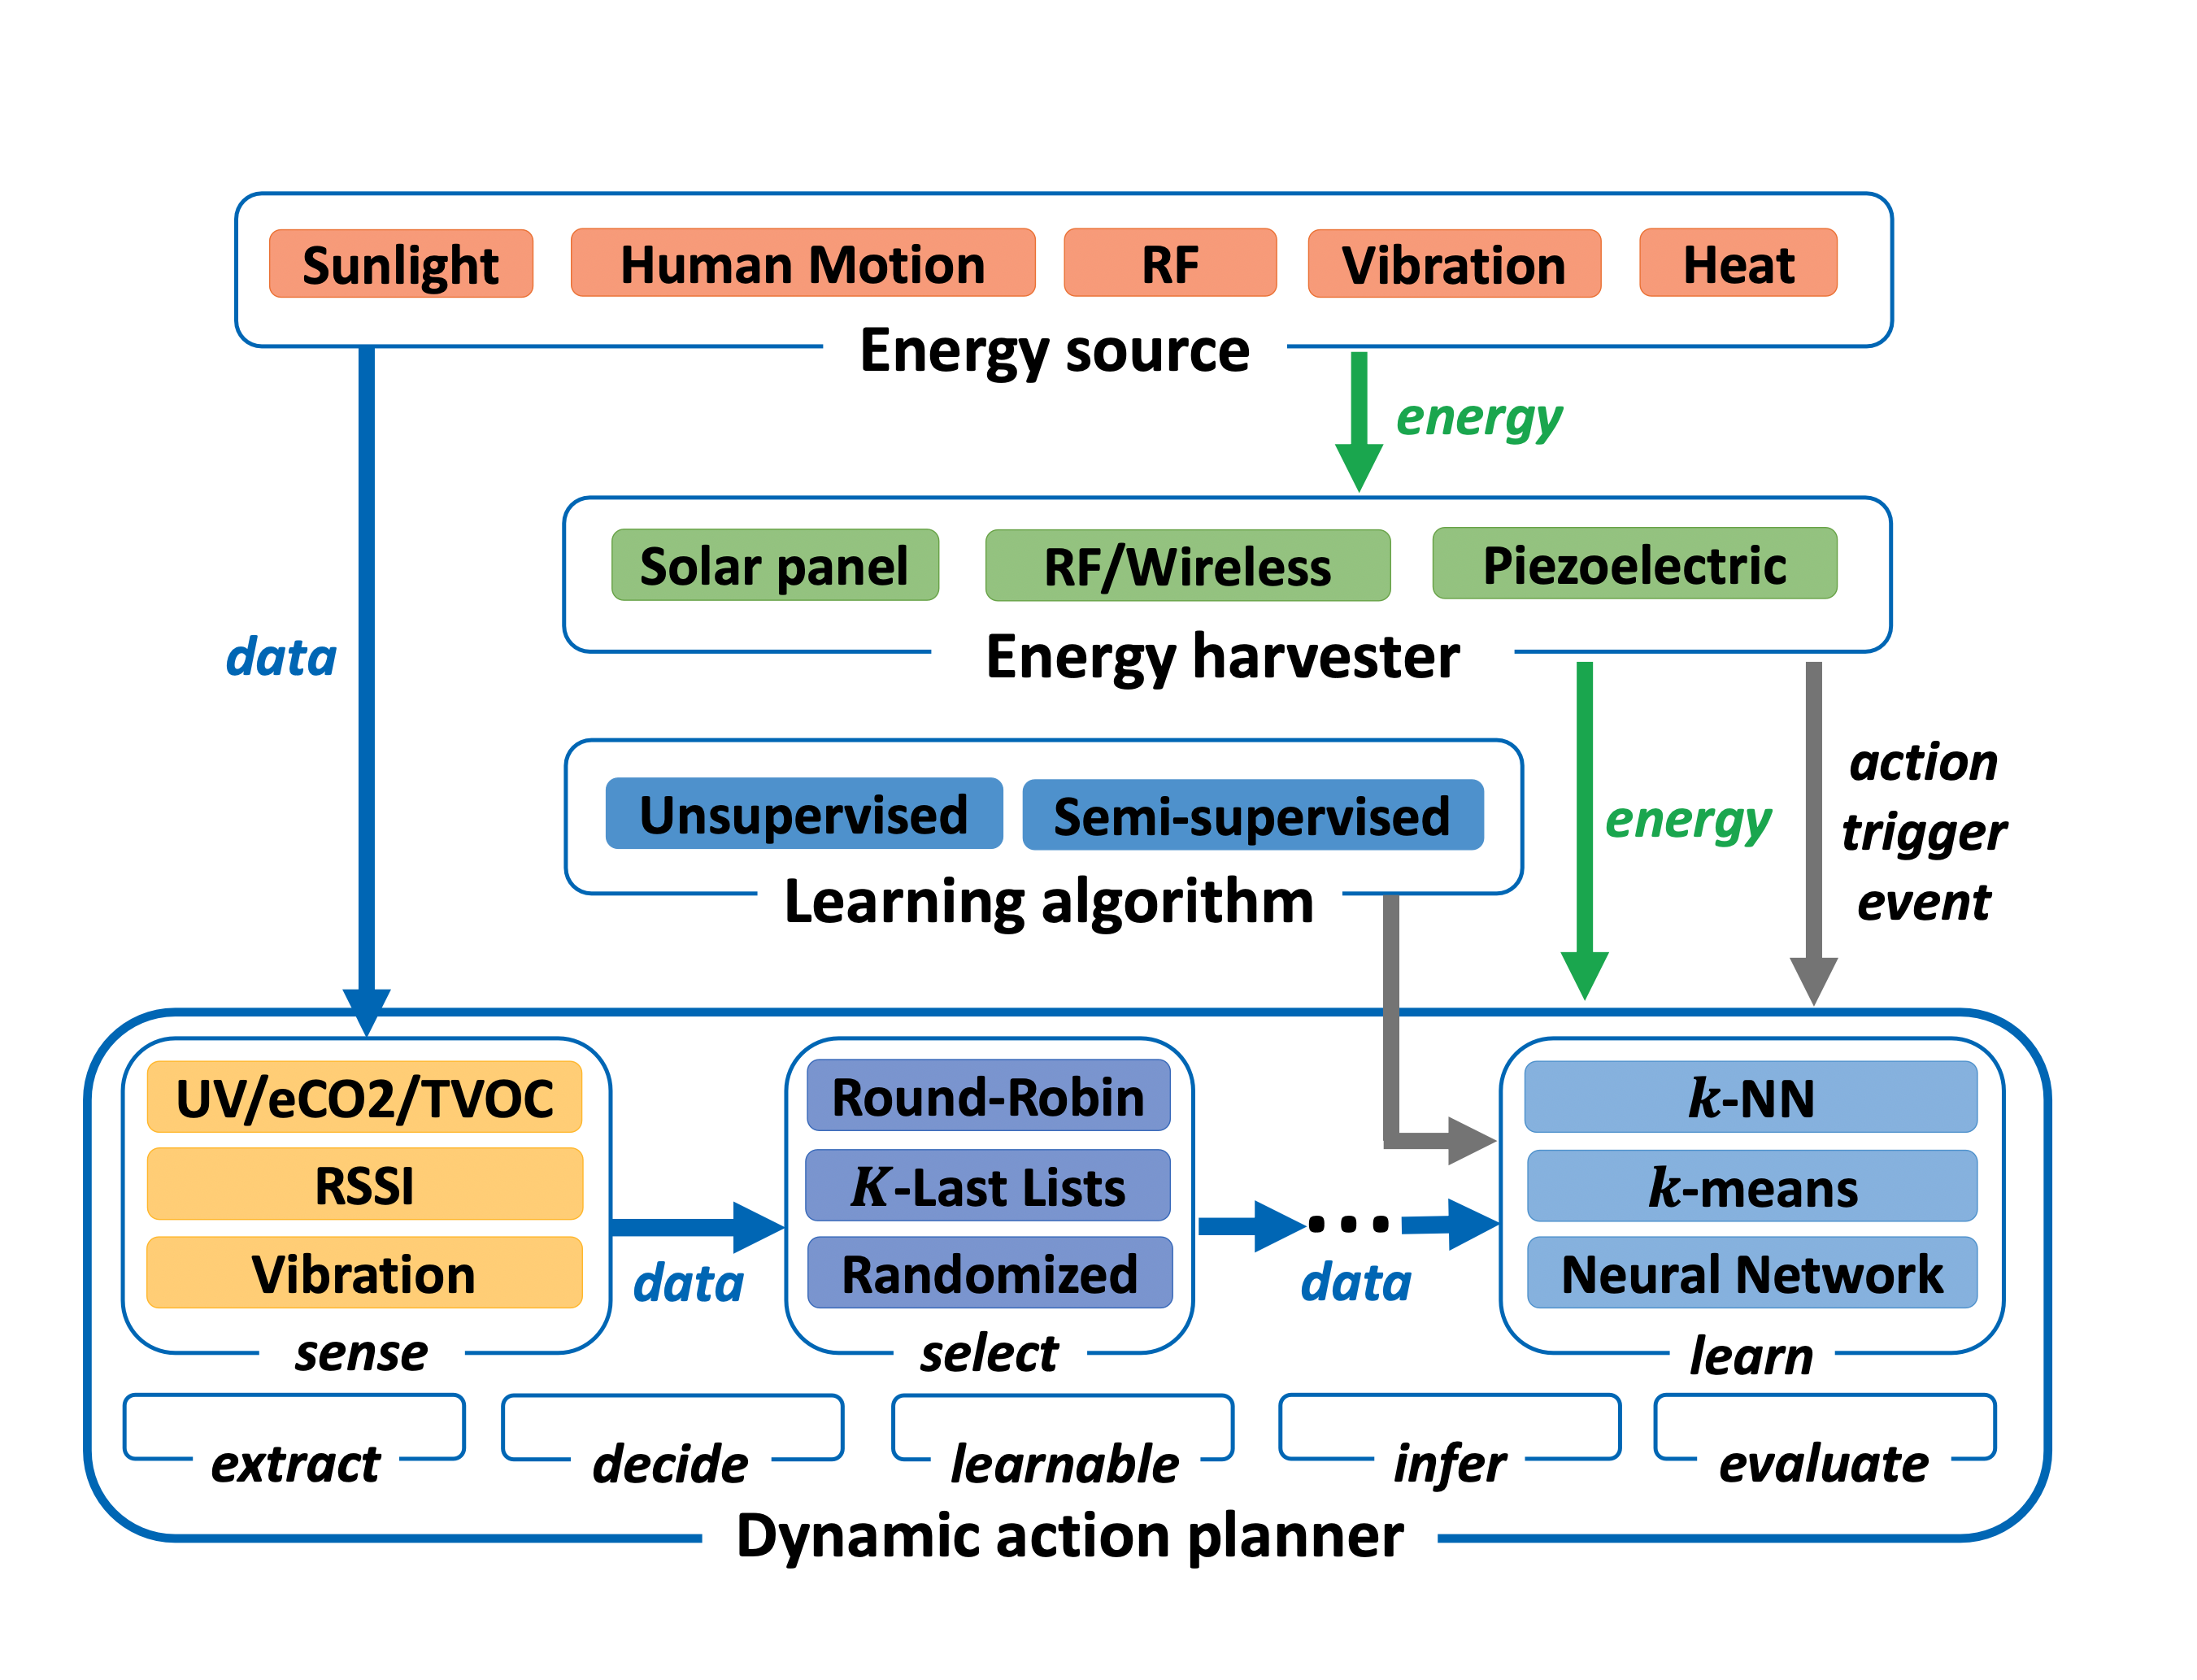 Sunlight
Human Motion
RF
Vibration
Heat
Energy source
energy
Solar panel
RF/Wireless
Piezoelectric
Energy harvester
data
Unsupervised
Semi-supervised
Learning algorithm
energy
action
trigger
event
UV/eCO2/TVOC
RSSI
Vibration
sense
data
Round-Robin
K-Last Lists
Randomized
select
...
data
k-NN
k-means
Neural Network
learn
extract
decide
learnable
infer
evaluate
Dynamic action planner